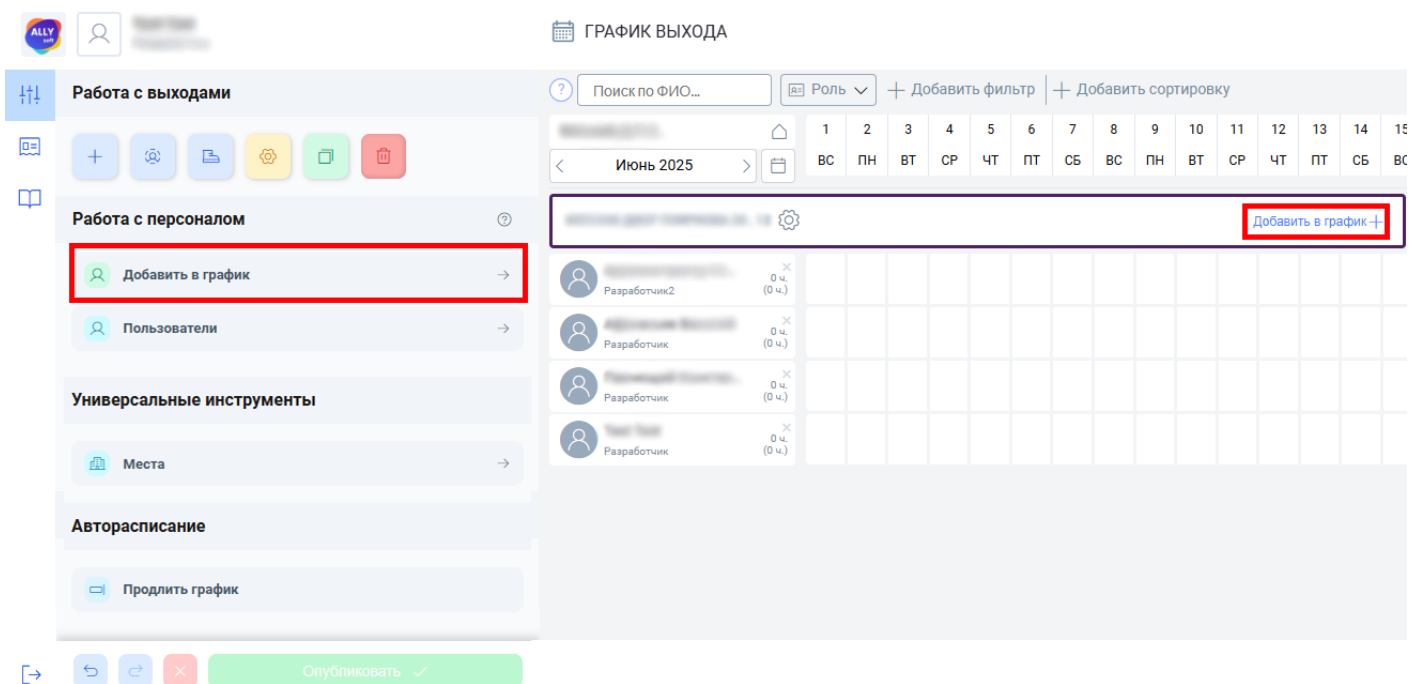 ALLY
soft
ГРАФИК ВЫХОДА
Работа с выходами
Работа с персоналом
Добавить в график
Пользователи
Универсальные инструменты
Места
Авторасписание
Продлить график
Опубликовать
? Поиск по ФИО... Роль Добавить фильтр Добавить сортировку
1 2 3 4 5 6 7 8 9 10 11 12 13 14 15
Июнь 2025 ВС ПН ВТ СР ЧТ ПТ СБ ВС ПН ВТ СР ЧТ ПТ СБ ВС
Добавить в график
0 ч.
Разработчик2 (0 ч.)
0 ч.
Разработчик (0 ч.)
0 ч.
Разработчик (0 ч.)
0 ч.
Разработчик (0 ч.)